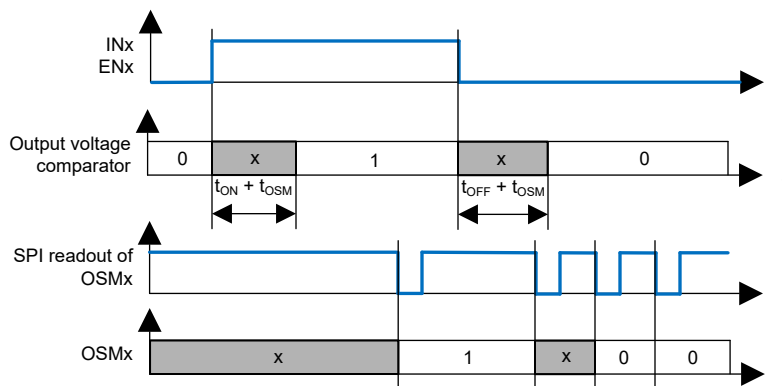 INx
ENx
Output voltage
comparator
0 x 1 x 0
tON + tOSM tOFF + tOSM
SPI readout of
OSMx
OSMx
x 1 x 0 0